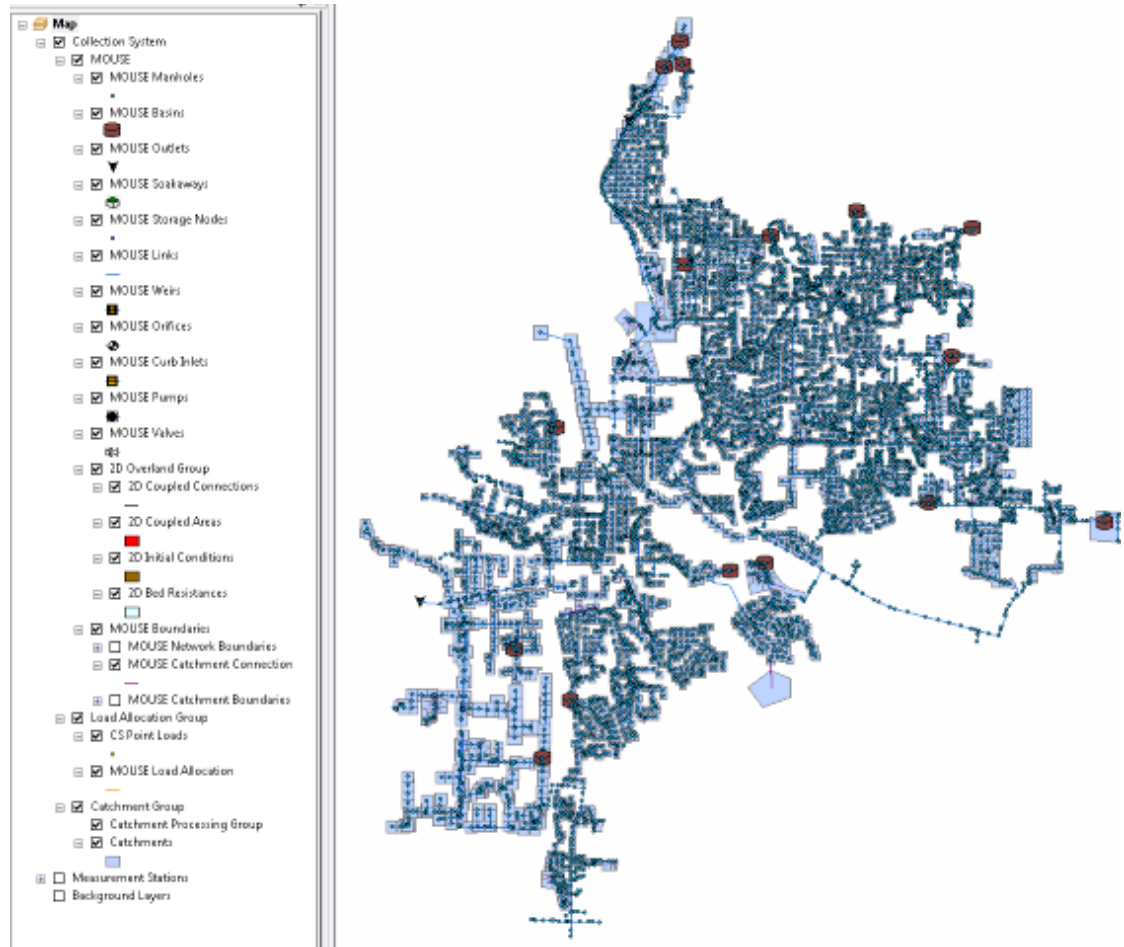 Map
Collection System
MOUSE
MOUSE Manholes
MOUSE Basins
MOUSE Outlets
MOUSE Soakaways
MOUSE Storage Nodes
MOUSE Links
MOUSE Weirs
MOUSE Orifices
MOUSE Curb Inlets
MOUSE Pumps
MOUSE Valves
2D Overland Group
2D Coupled Connections
2D Coupled Areas
2D Initial Conditions
2D Bed Resistances
MOUSE Boundaries
MOUSE Network Boundaries
MOUSE Catchment Connection
MOUSE Catchment Boundaries
Load Allocation Group
CS Point Loads
MOUSE Load Allocation
Catchment Group
Catchment Processing Group
Catchments
Measurement Stations
Background Layers